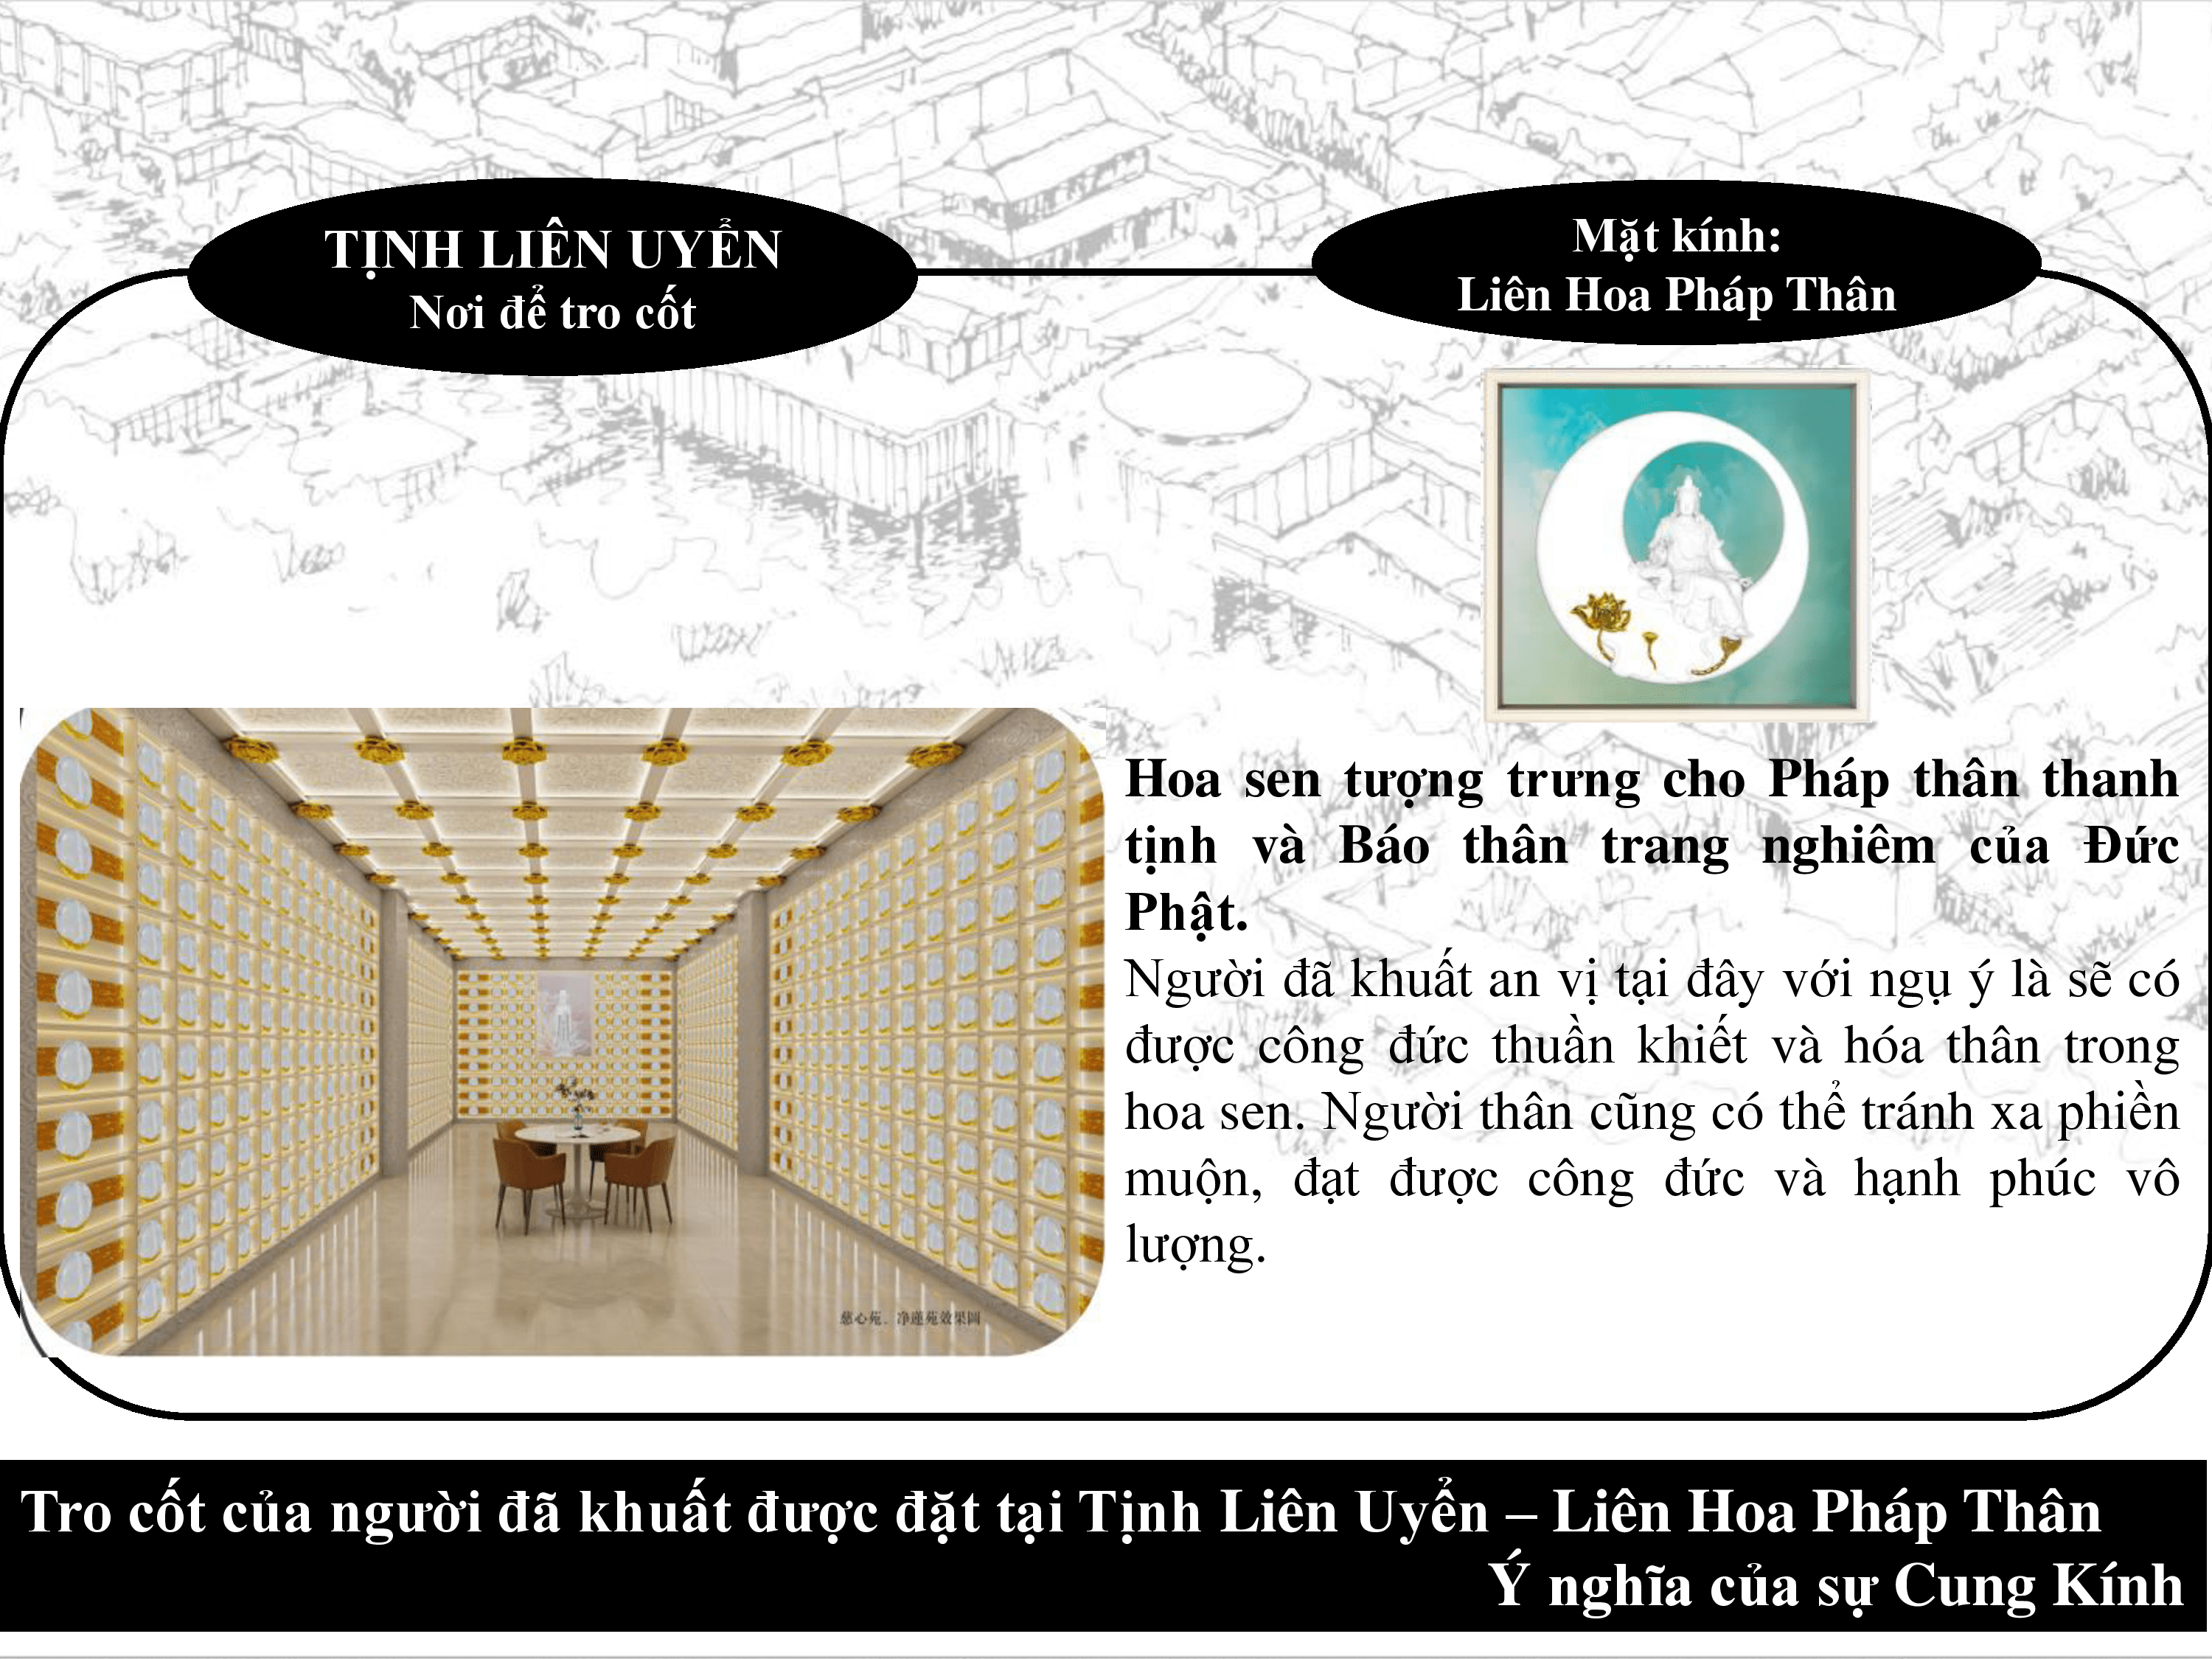 TỊNH LIÊN UYỂN
Nơi để tro cốt
Mặt kính:
Liên Hoa Pháp Thân
Hoa sen tượng trưng cho Pháp thân thanh
tịnh và Báo thân trang nghiêm của Đức
Phật.
Người đã khuất an vị tại đây với ngụ ý là sẽ có
được công đức thuần khiết và hóa thân trong
hoa sen. Người thân cũng có thể tránh xa phiền
muộn, đạt được công đức và hạnh phúc vô
lượng.
慈心苑、净蓮苑效果圖
Tro cốt của người đã khuất được đặt tại Tịnh Liên Uyển – Liên Hoa Pháp Thân
Ý nghĩa của sự Cung Kính